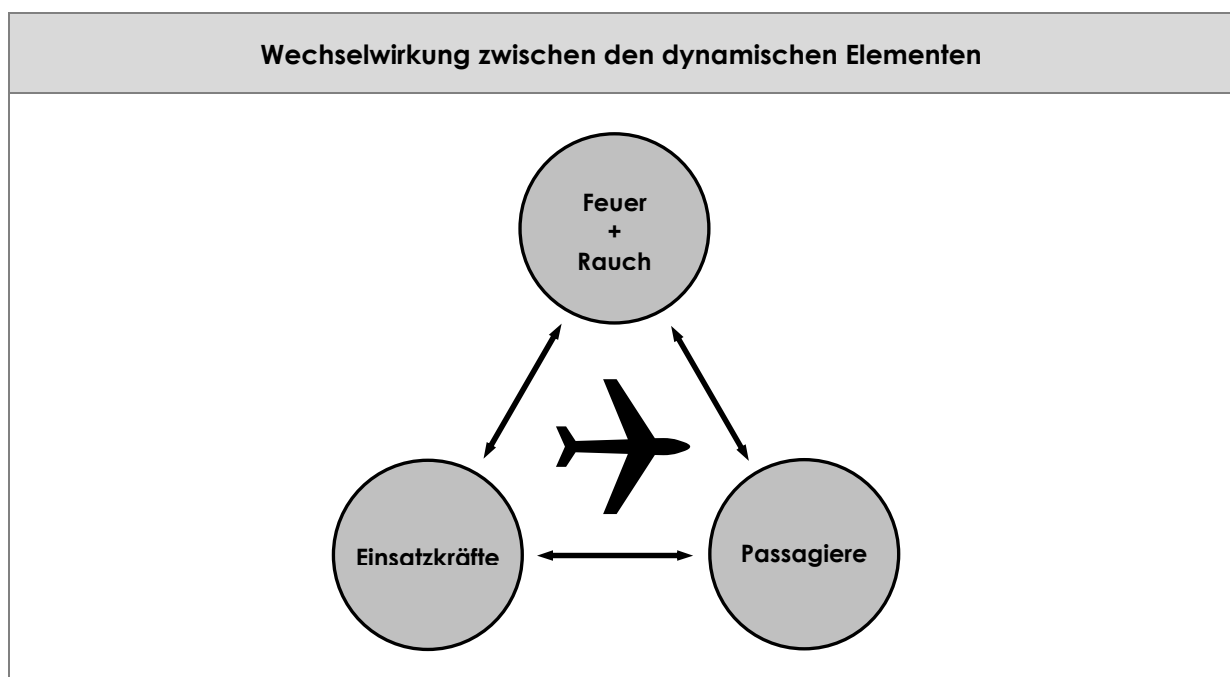 Wechselwirkung zwischen den dynamischen Elementen
Feuer
+
Rauch
Einsatzkräfte
Passagiere